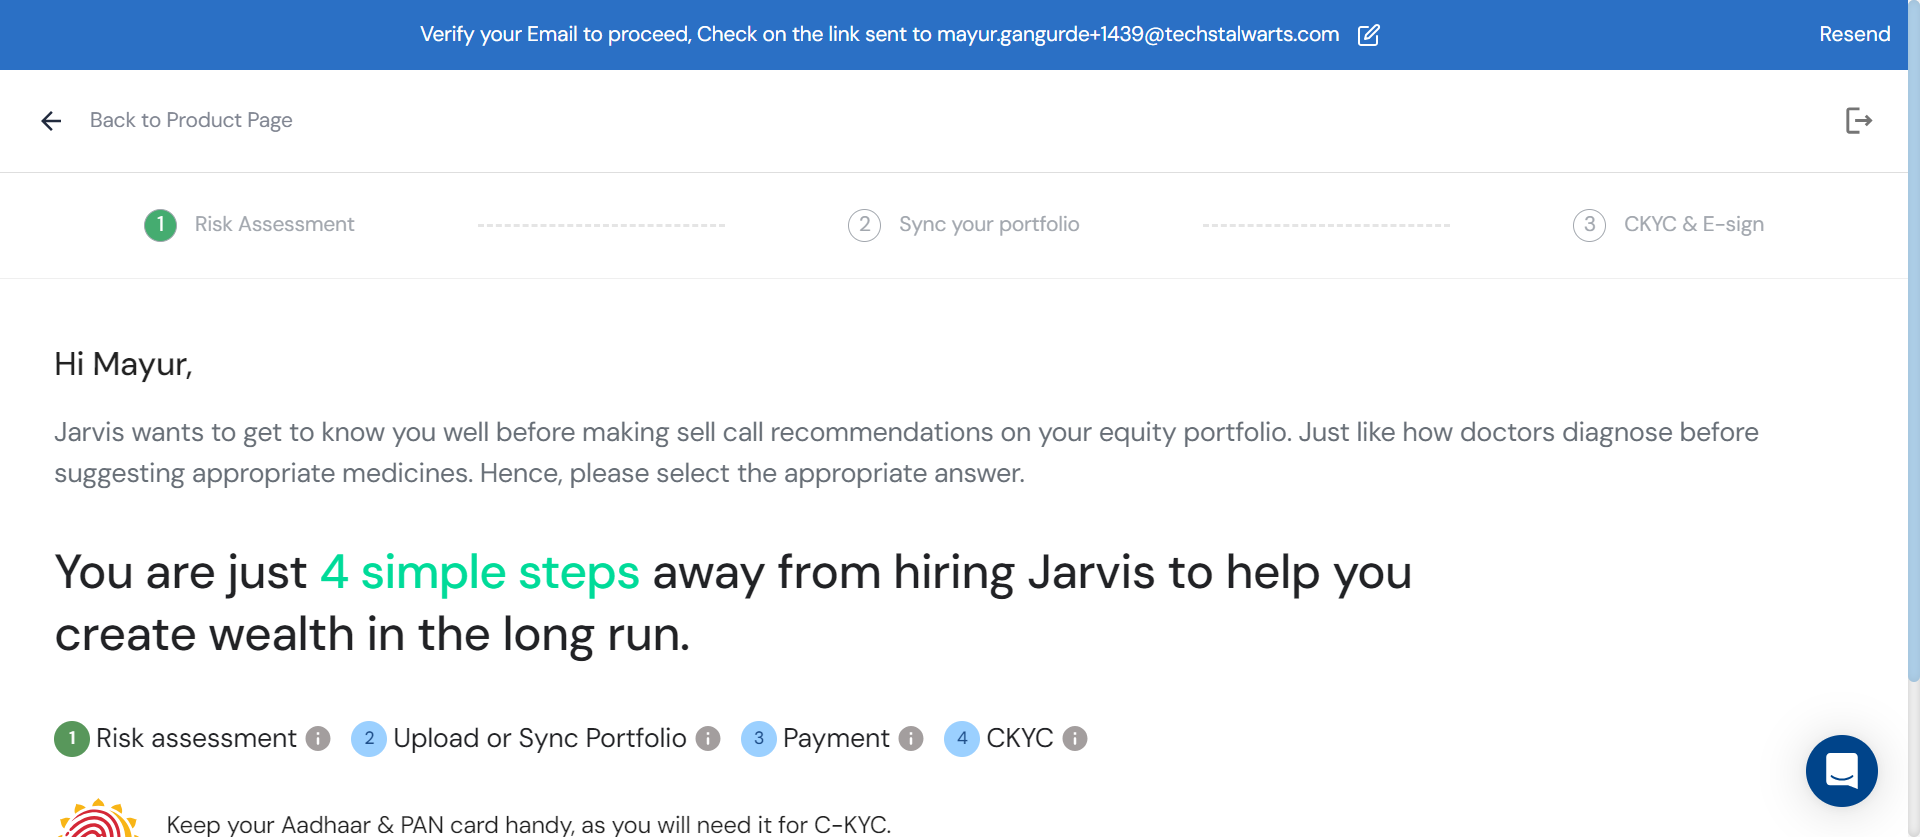 Verify your Email to proceed, Check on the link sent to mayur.gangurde+1439@techstalwarts.com
Resend
Back to Product Page
1 Risk Assessment
2 Sync your portfolio
3 CKYC & E-sign
Hi Mayur,
Jarvis wants to get to know you well before making sell call recommendations on your equity portfolio. Just like how doctors diagnose before
suggesting appropriate medicines. Hence, please select the appropriate answer.
You are just 4 simple steps away from hiring Jarvis to help you
create wealth in the long run.
1 Risk assessment i 2 Upload or Sync Portfolio i 3 Payment i 4 CKYC i
Keep your Aadhaar & PAN card handy, as you will need it for C-KYC.